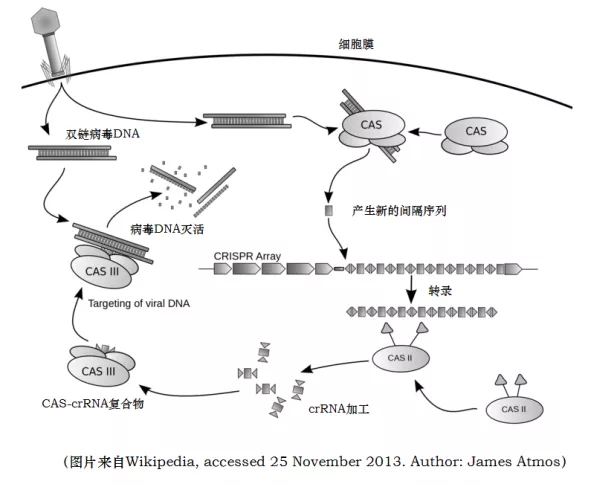 细胞膜
双链病毒DNA
CAS
CAS
病毒DNA灭活
产生新的间隔序列
CAS III
CRISPR Array
转录
Targeting of viral DNA
CAS III
CAS II
CAS-crRNA复合物
crRNA加工
CAS II
(图片来自Wikipedia, accessed 25 November 2013. Author: James Atmos)